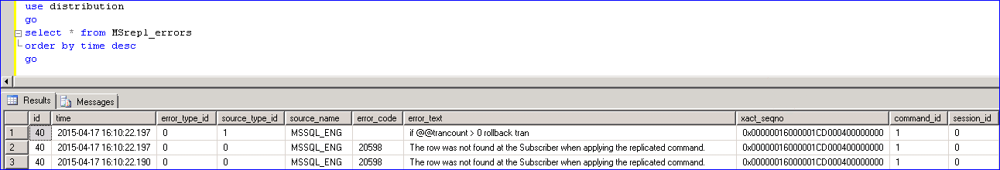 use distribution
go
select * from MSrepl_errors
order by time desc
go
Results Messages
id time error_type_id source_type_id source_name error_code error_text xact_seqno command_id session_id
1 40 2015-04-17 16:10:22.197 0 1 MSSQL_ENG if @@trancount > 0 rollback tran 0x00000016000001CD000400000000 1 0
2 40 2015-04-17 16:10:22.190 0 0 MSSQL_ENG 20598 The row was not found at the Subscriber when applying the replicated command. 0x00000016000001CD000400000000 1 0
3 40 2015-04-17 16:10:22.197 0 0 MSSQL_ENG 20598 The row was not found at the Subscriber when applying the replicated command. 0x00000016000001CD000400000000 1 0